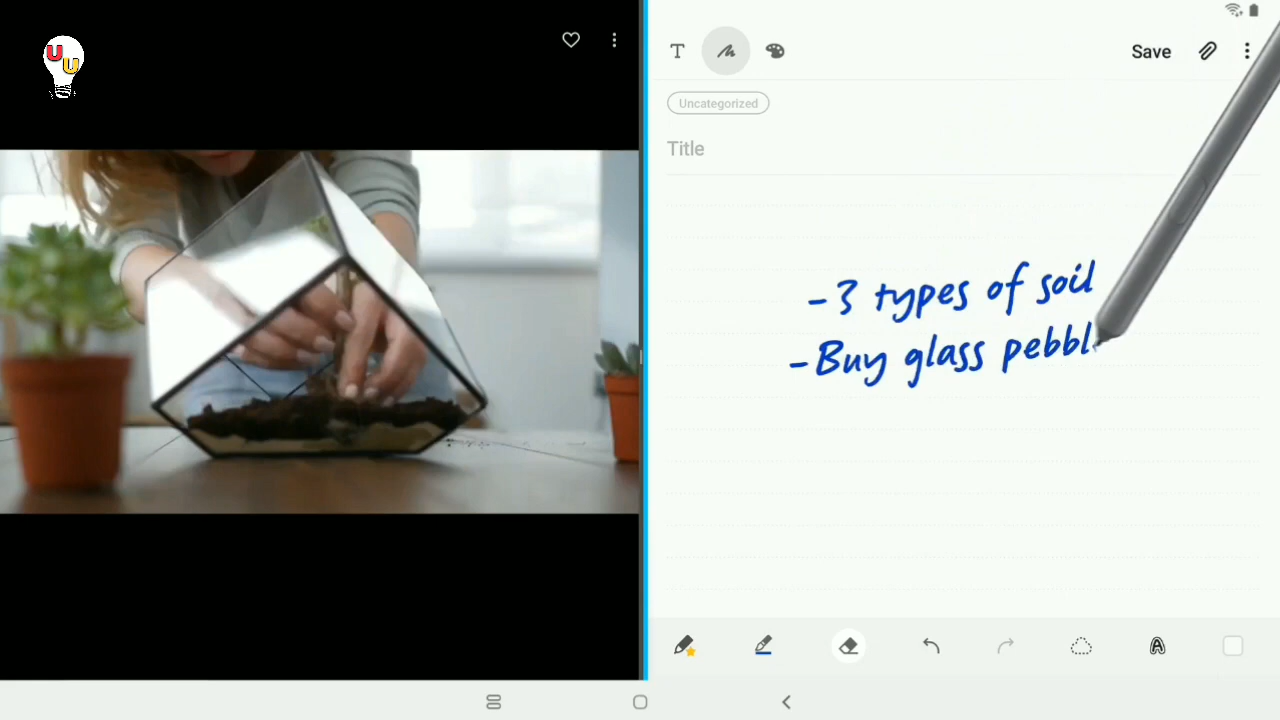 U
U
T
Save
Uncategorized
Title
-3 types of soil
-Buy glass pebbl
A